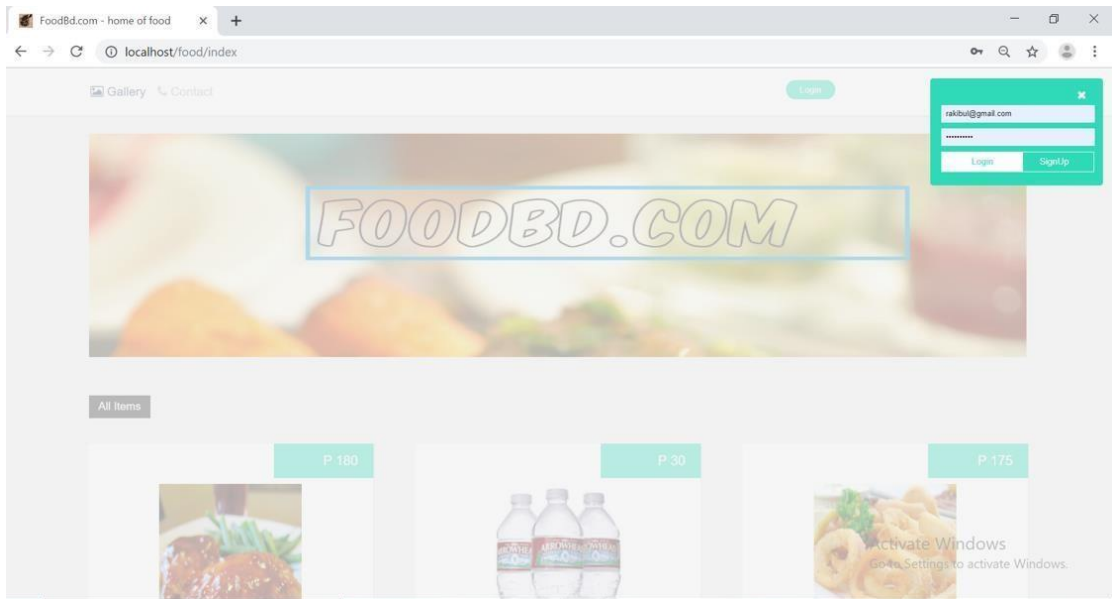 FoodBd.com - home of food
localhost/food/index
Gallery Contact
Login
rakibul@gmail.com
Login SignUp
FOODBD.COM
All Items
P 180
P 30
P 175
ARROWHEAD
Activate Windows
Go to Settings to activate Windows.